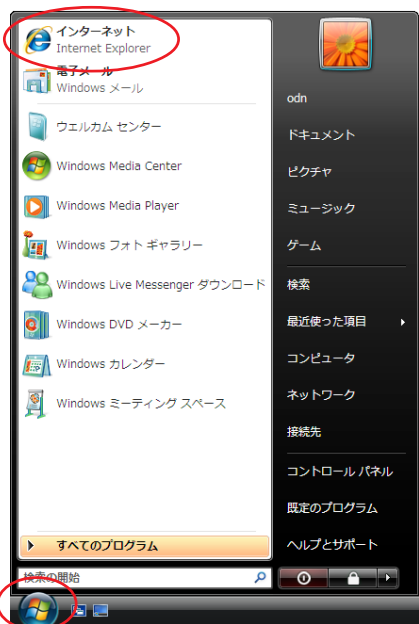 インターネット
Internet Explorer
電子メール
Windows メール
ウエルカム センター
Windows Media Center
Windows Media Player
Windows フォト ギャラリー
Windows Live Messenger ダウンロード
Windows DVD メーカー
Windows カレンダー
Windows ミーティング スペース
すべてのプログラム
検索の開始
odn
ドキュメント
ピクチャ
ミュージック
ゲーム
検索
最近使った項目
コンピュータ
ネットワーク
接続先
コントロール パネル
既定のプログラム
ヘルプとサポート